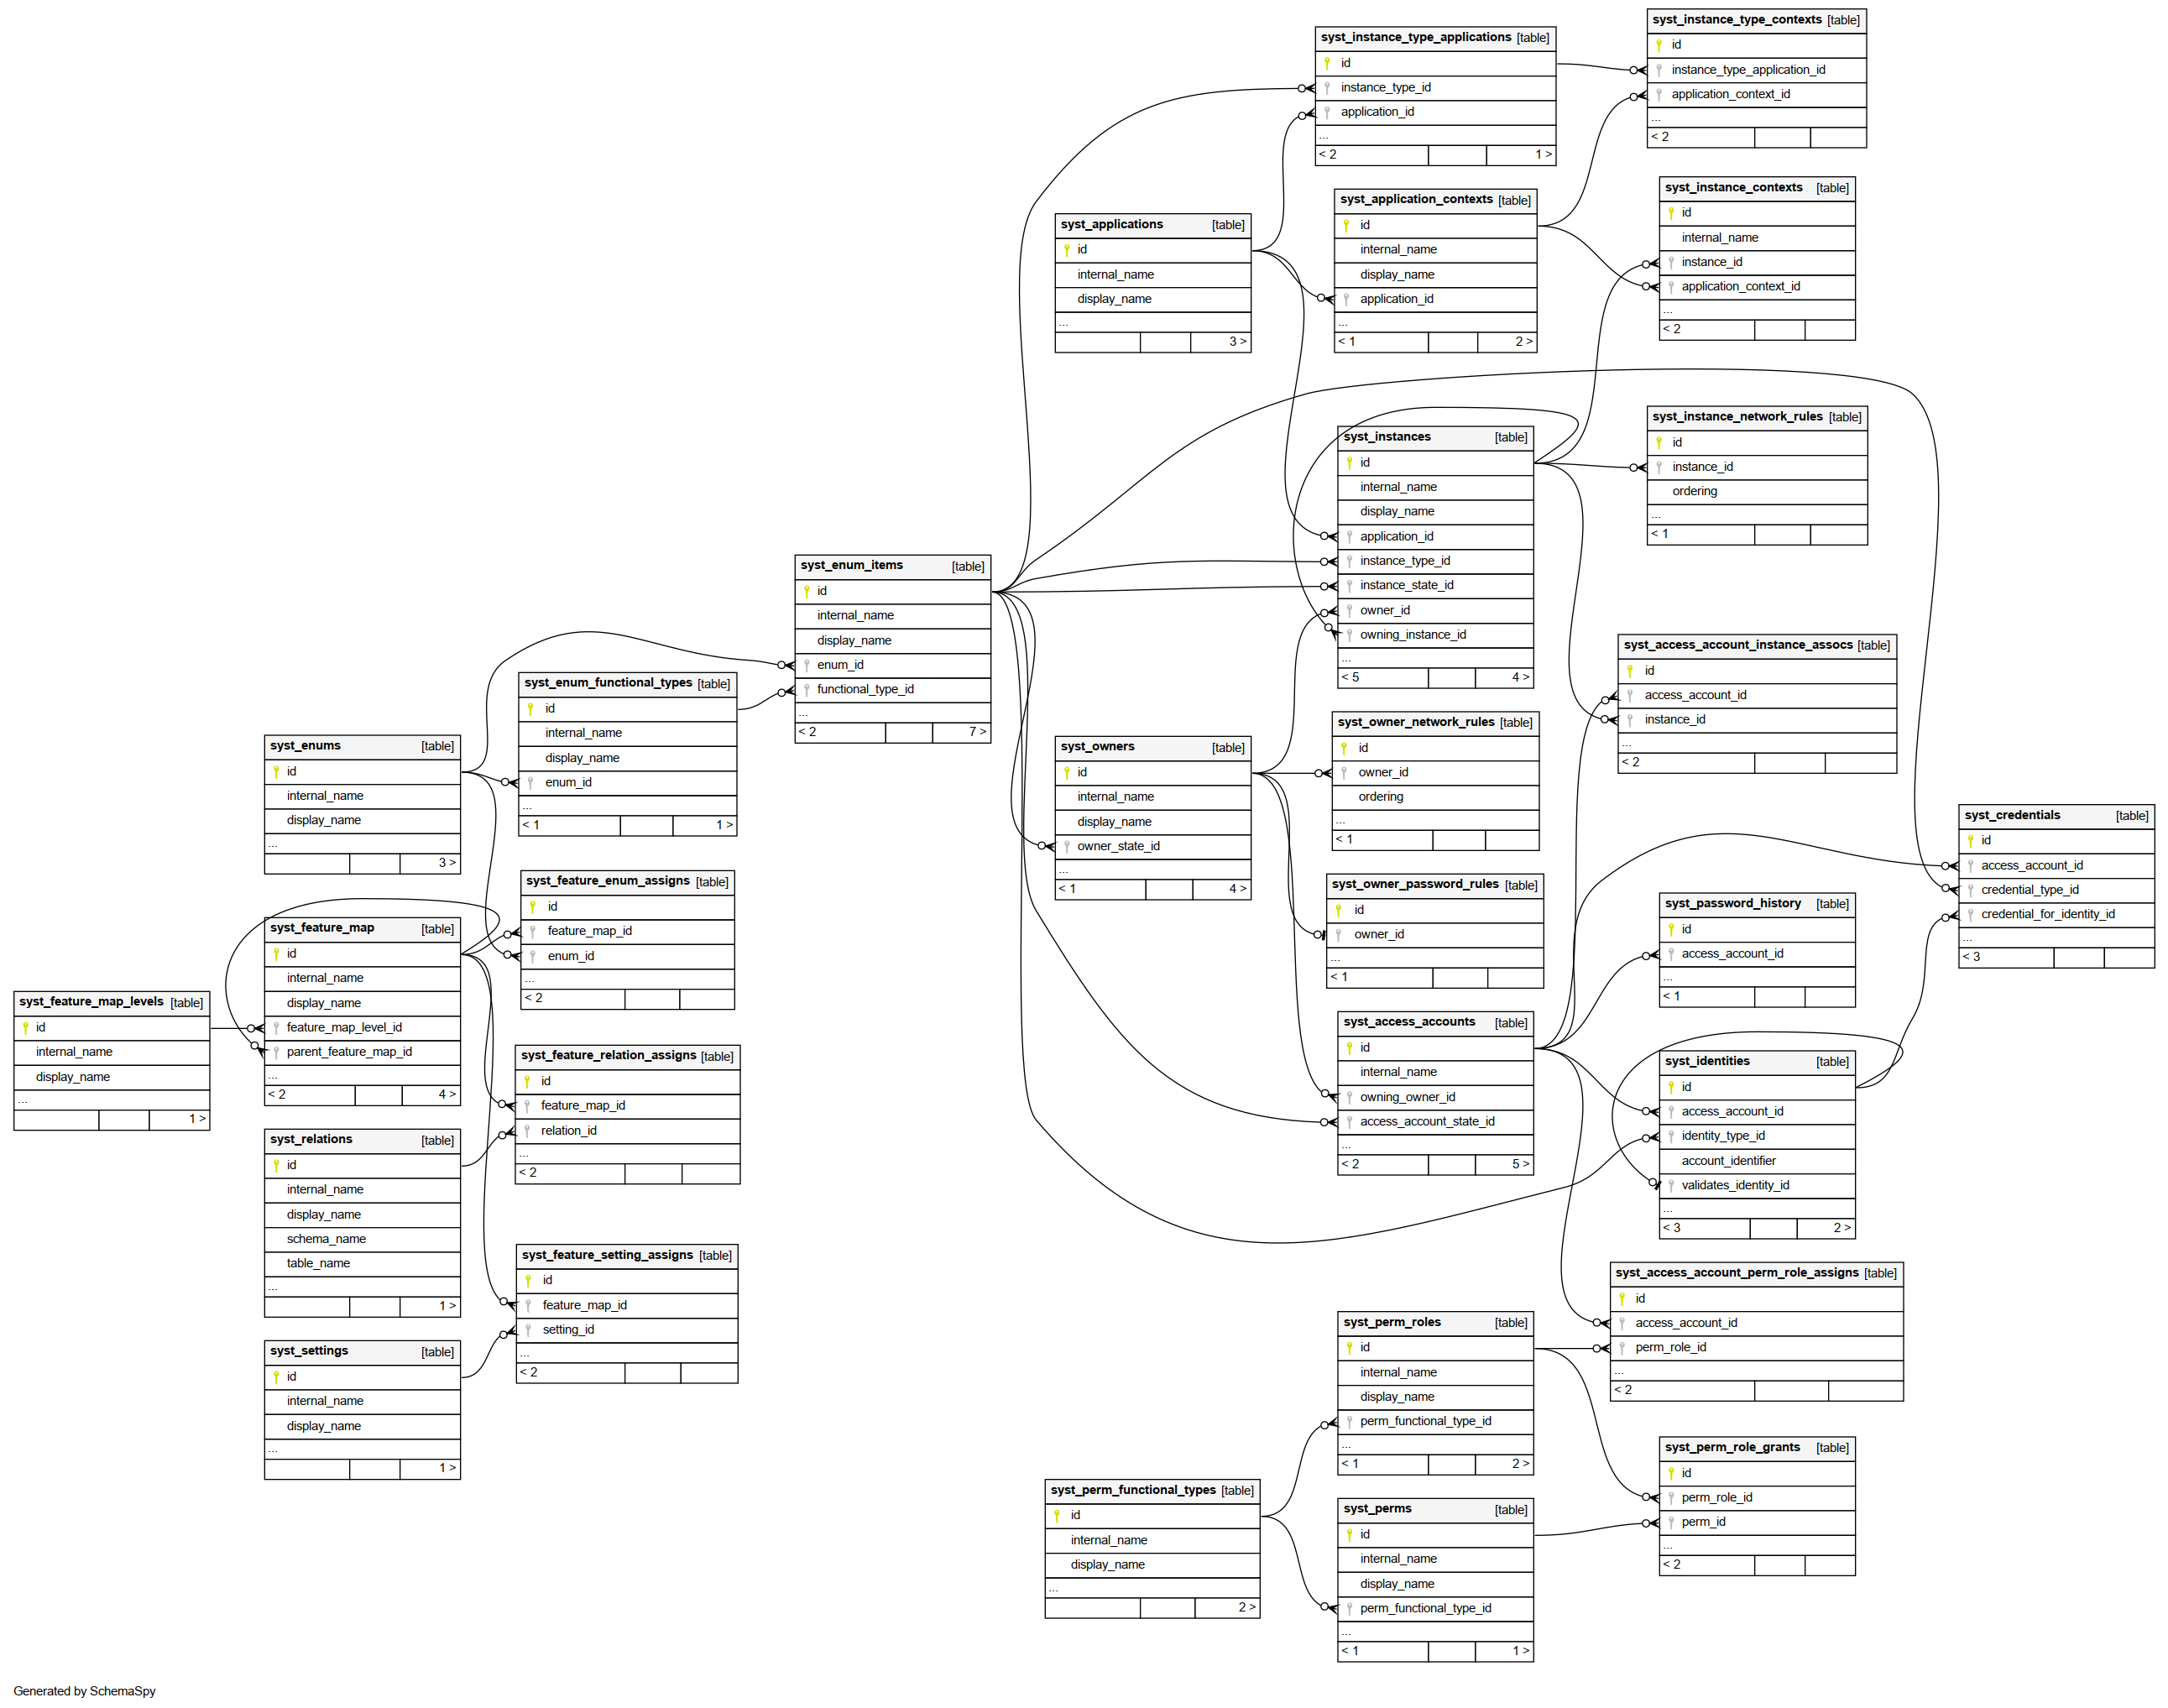 syst_instance_type_contexts [table]
id
instance_type_application_id
application_context_id
...
< 2
syst_instance_type_applications [table]
id
instance_type_id
application_id
...
< 2 1 >
syst_instance_contexts [table]
id
internal_name
instance_id
application_context_id
...
< 2
syst_application_contexts [table]
id
internal_name
display_name
application_id
...
< 1 2 >
syst_applications [table]
id
internal_name
display_name
...
3 >
syst_instance_network_rules [table]
id
instance_id
ordering
...
< 1
syst_instances [table]
id
internal_name
display_name
application_id
instance_type_id
instance_state_id
owner_id
owning_instance_id
...
< 5 4 >
syst_enum_items [table]
id
internal_name
display_name
enum_id
functional_type_id
...
< 2 7 >
syst_access_account_instance_assocs [table]
id
access_account_id
instance_id
...
< 2
syst_enum_functional_types [table]
id
internal_name
display_name
enum_id
...
< 1 1 >
syst_owner_network_rules [table]
id
owner_id
ordering
...
< 1
syst_enums [table]
id
internal_name
display_name
...
3 >
syst_owners [table]
id
internal_name
display_name
owner_state_id
...
< 1 4 >
syst_credentials [table]
id
access_account_id
credential_type_id
credential_for_identity_id
...
< 3
syst_feature_enum_assigns [table]
id
feature_map_id
enum_id
...
< 2
syst_owner_password_rules [table]
id
owner_id
...
< 1
syst_password_history [table]
id
access_account_id
...
< 1
syst_feature_map [table]
id
internal_name
display_name
feature_map_level_id
parent_feature_map_id
...
< 2 4 >
syst_feature_map_levels [table]
id
internal_name
display_name
...
1 >
syst_access_accounts [table]
id
internal_name
owning_owner_id
access_account_state_id
...
< 2 5 >
syst_feature_relation_assigns [table]
id
feature_map_id
relation_id
...
< 2
syst_identities [table]
id
access_account_id
identity_type_id
account_identifier
validates_identity_id
...
< 3 2 >
syst_relations [table]
id
internal_name
display_name
schema_name
table_name
...
1 >
syst_feature_setting_assigns [table]
id
feature_map_id
setting_id
...
< 2
syst_access_account_perm_role_assigns [table]
id
access_account_id
perm_role_id
...
< 2
syst_perm_roles [table]
id
internal_name
display_name
perm_functional_type_id
...
< 1 2 >
syst_settings [table]
id
internal_name
display_name
...
1 >
syst_perm_role_grants [table]
id
perm_role_id
perm_id
...
< 2
syst_perm_functional_types [table]
id
internal_name
display_name
...
2 >
syst_perms [table]
id
internal_name
display_name
perm_functional_type_id
...
< 1 1 >
Generated by SchemaSpy